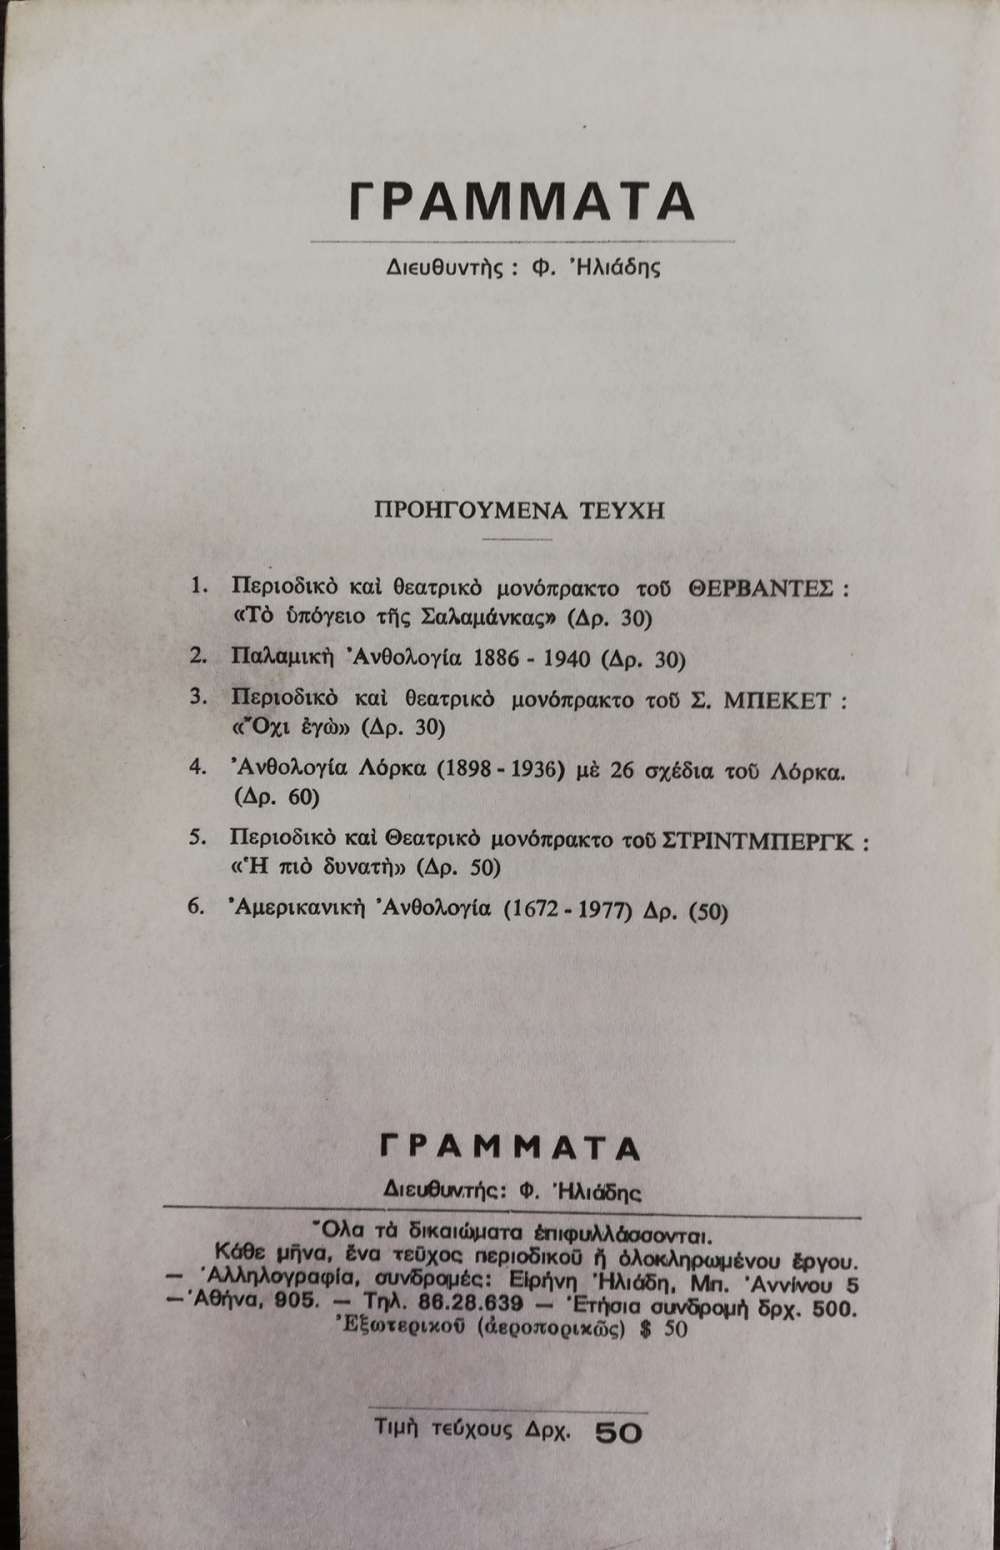 ΓΡΑΜΜΑΤΑ
Διευθυντὴς : Φ. Ἠλιάδης
ΠΡΟΗΓΟΥΜΕΝΑ ΤΕΥΧΗ
1. Περιοδικὸ καὶ θεατρικὸ μονόπρακτο τοῦ ΘΕΡΒΑΝΤΕΣ :
«Τὸ ὑπόγειο τῆς Σαλαμάνκας» (Δρ. 30)
2. Παλαμικὴ Ἀνθολογία 1886 - 1940 (Δρ. 30)
3. Περιοδικὸ καὶ θεατρικὸ μονόπρακτο τοῦ Σ. ΜΠΕΚΕΤ :
«Ὄχι ἐγὼ» (Δρ. 30)
4. Ἀνθολογία Λόρκα (1898 - 1936) μὲ 26 σχέδια τοῦ Λόρκα.
(Δρ. 60)
5. Περιοδικὸ καὶ Θεατρικὸ μονόπρακτο τοῦ ΣΤΡΙΝΤΜΠΕΡΓΚ :
«Ἡ πιὸ δυνατὴ» (Δρ. 50)
6. Ἀμερικανικὴ Ἀνθολογία (1672 - 1977) Δρ. (50)
ΓΡΑΜΜΑΤΑ
Διευθυντής: Φ. Ἠλιάδης
Ὅλα τὰ δικαιώματα ἐπιφυλλάσσονται.
Κάθε μῆνα, ἕνα τεῦχος περιοδικοῦ ἤ ὁλοκληρωμένου ἔργου.
— Ἀλληλογραφία, συνδρομές: Εἰρήνη Ἠλιάδη, Μπ. Ἀννίνου 5
— Ἀθήνα, 905. — Τηλ. 86.28.639 — Ἐτήσια συνδρομὴ δρχ. 500.
Ἐξωτερικοῦ (ἀεροπορικῶς) $ 50
Τιμὴ τεύχους Δρχ. 50